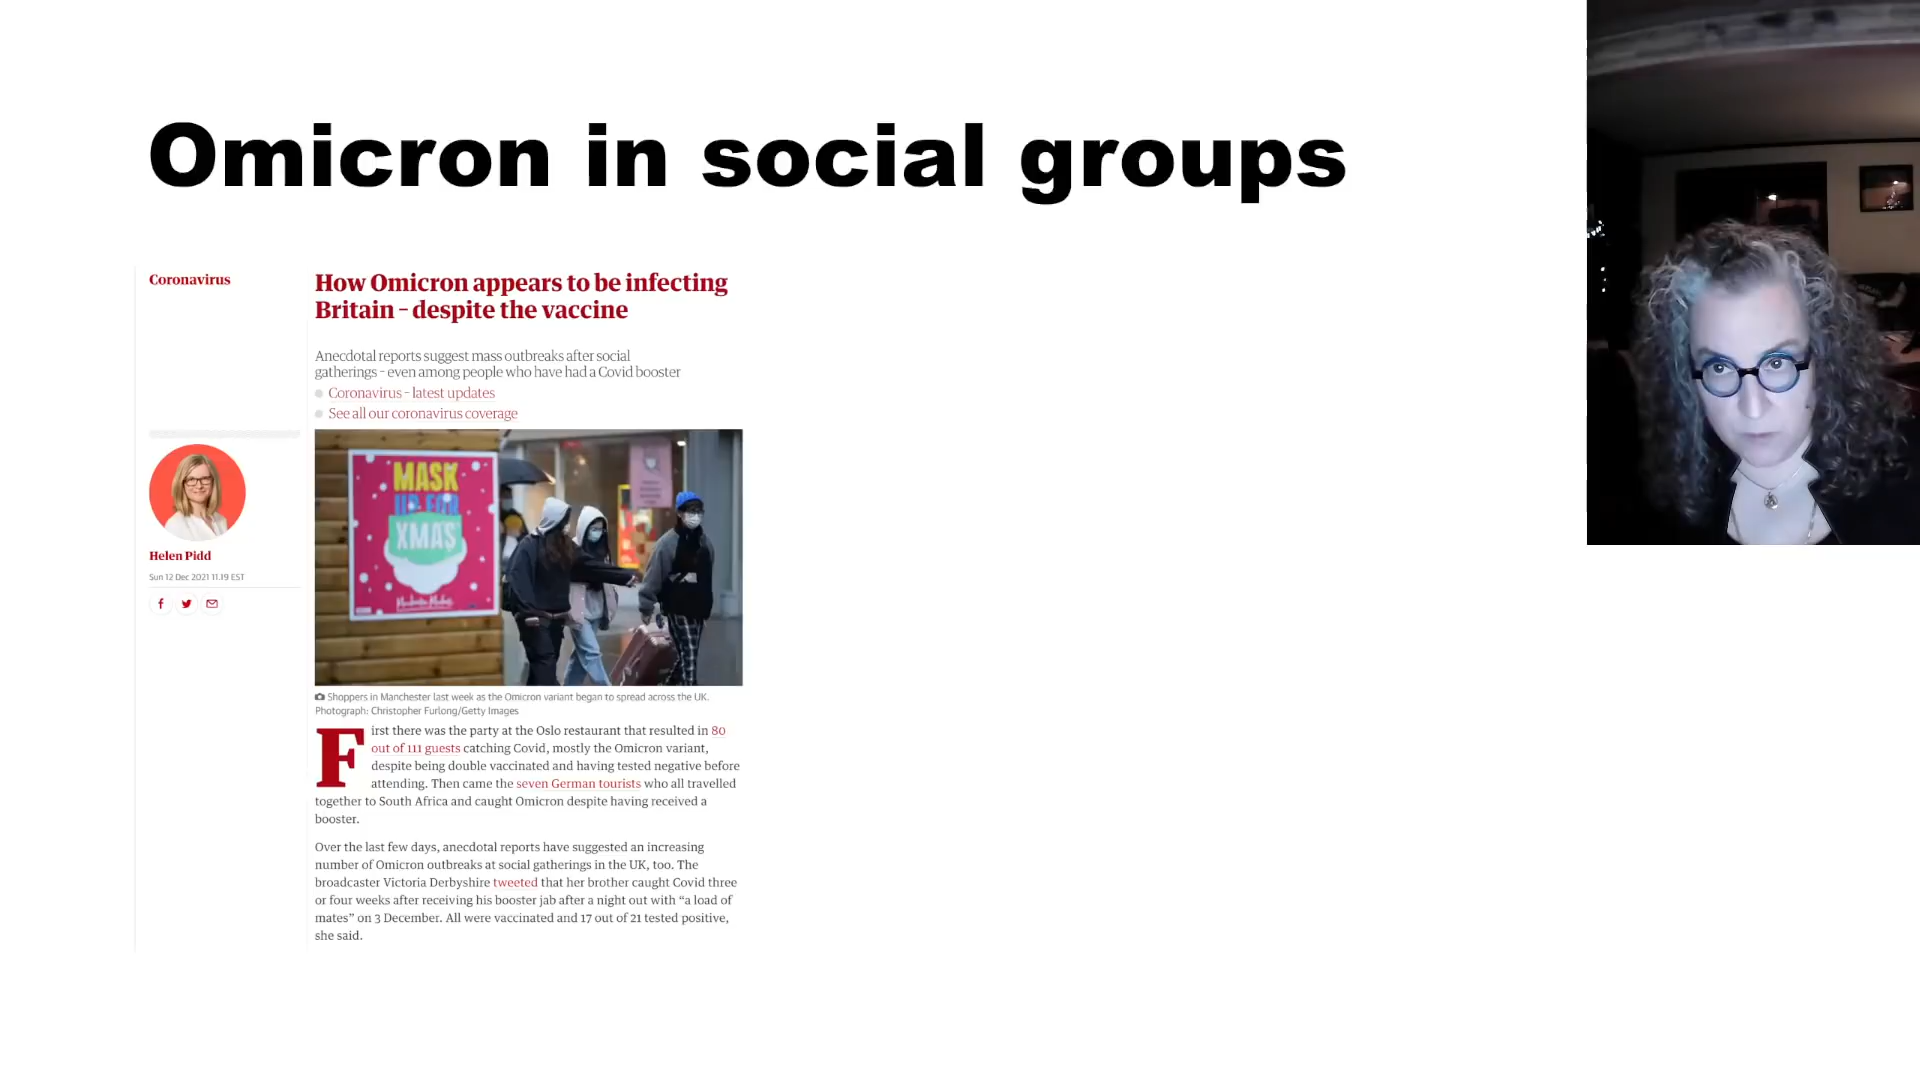 Omicron in social groups
Coronavirus
How Omicron appears to be infecting
Britain – despite the vaccine
Anecdotal reports suggest mass outbreaks after social
gatherings – even among people who have had a Covid booster
Coronavirus – latest updates
See all our coronavirus coverage
MASK
UP FOR
XMAS
Helen Pidd
Sun 12 Dec 2021 11.19 EST
Shoppers in Manchester last week as the Omicron variant began to spread across the UK.
Photograph: Christopher Furlong/Getty Images
First there was the party at the Oslo restaurant that resulted in 80
out of 111 guests catching Covid, mostly the Omicron variant,
despite being double vaccinated and having tested negative before
attending. Then came the seven German tourists who all travelled
together to South Africa and caught Omicron despite having received a
booster.
Over the last few days, anecdotal reports have suggested an increasing
number of Omicron outbreaks at social gatherings in the UK, too. The
broadcaster Victoria Derbyshire tweeted that her brother caught Covid three
or four weeks after receiving his booster jab after a night out with “a load of
mates” on 3 December. All were vaccinated and 17 out of 21 tested positive,
she said.